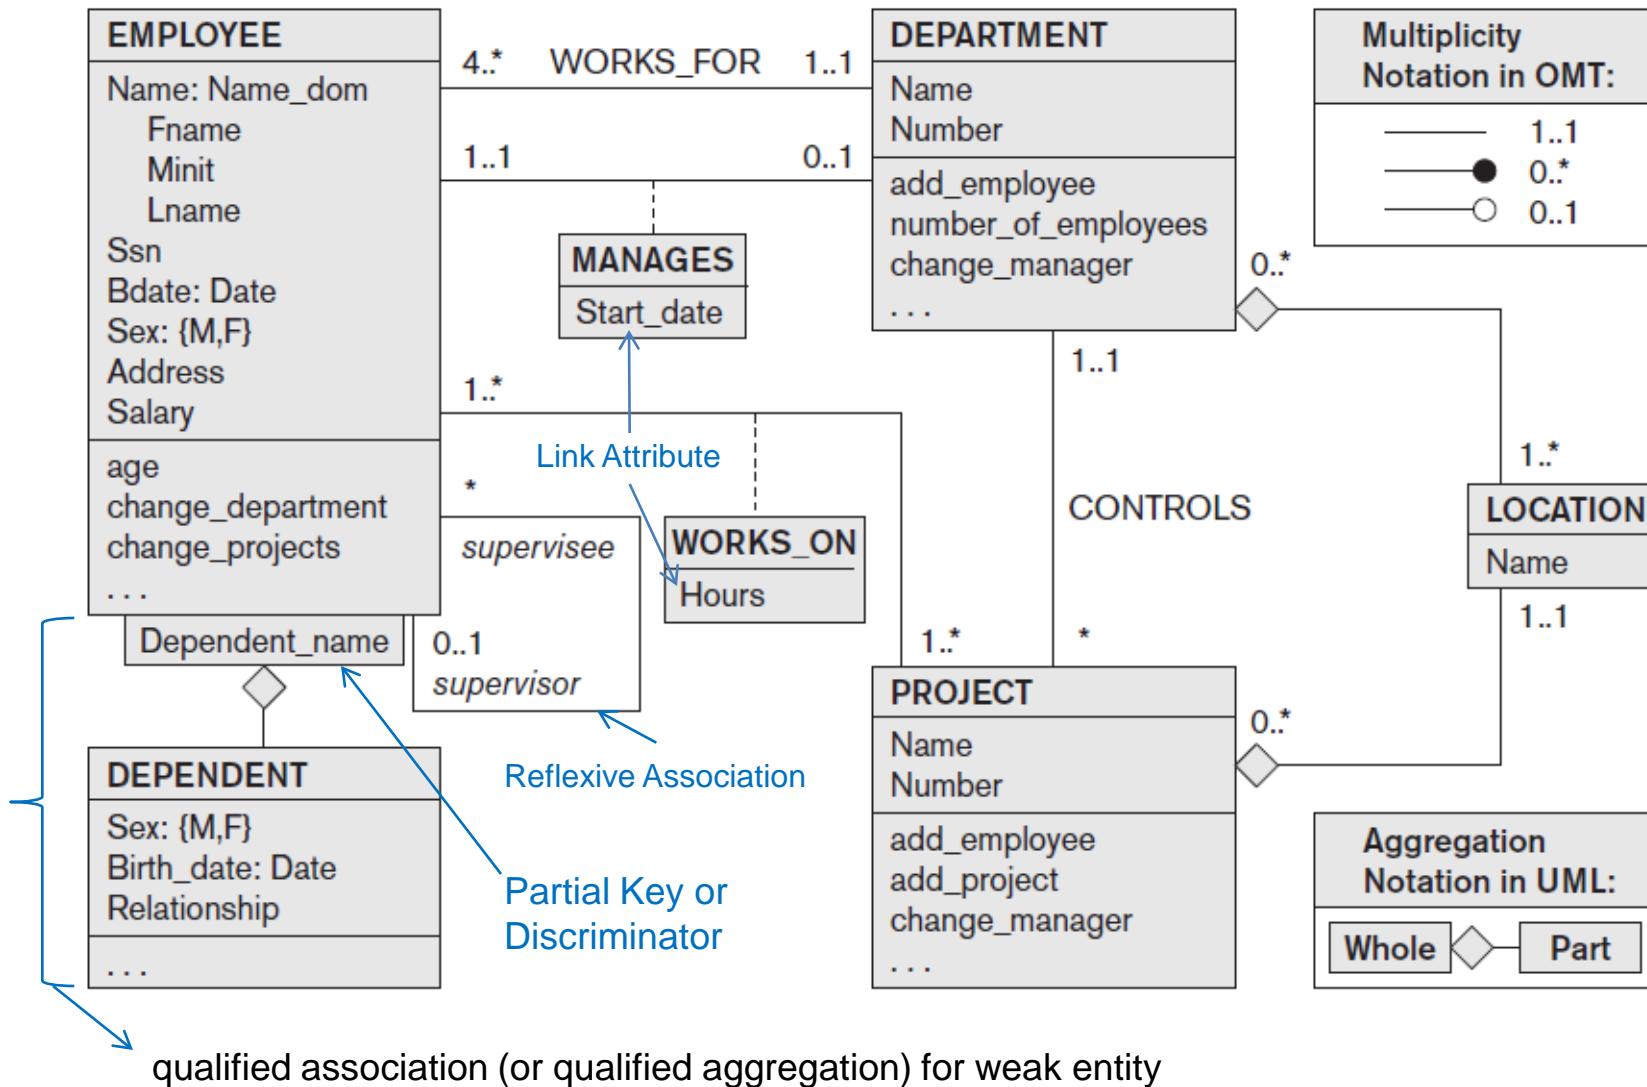 EMPLOYEE
Name: Name_dom
Fname
Minit
Lname
Ssn
Bdate: Date
Sex: {M,F}
Address
Salary
age
change_department
change_projects
. . .
Dependent_name
DEPENDENT
Sex: {M,F}
Birth_date: Date
Relationship
. . .
4..* WORKS_FOR 1..1
1..1 0..1
MANAGES
Start_date
1..*
Link Attribute
*
supervisee
WORKS_ON
Hours
0..1
supervisor
1..*
Reflexive Association
Partial Key or
Discriminator
DEPARTMENT
Name
Number
add_employee
number_of_employees
change_manager
. . .
0..*
1..1
CONTROLS
*
PROJECT
Name
Number
add_employee
add_project
change_manager
. . .
0..*
Multiplicity
Notation in OMT:
1..1
0..*
0..1
1..*
LOCATION
Name
1..1
Aggregation
Notation in UML:
Whole Part
qualified association (or qualified aggregation) for weak entity